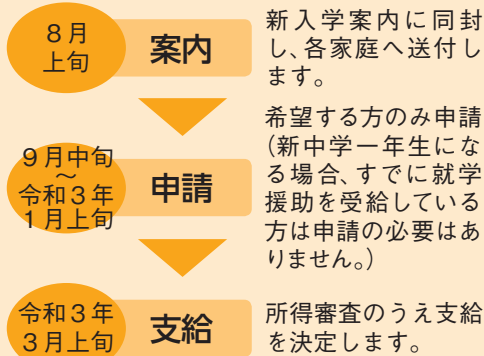 8月
上旬
案内
新入学案内に同封
し、各家庭へ送付し
ます。
9月中旬
～
令和3年
1月上旬
申請
希望する方のみ申請
(新中学一年生にな
る場合、すでに就学
援助を受給している
方は申請の必要はあ
りません。)
令和3年
3月上旬
支給
所得審査のうえ支給
を決定します。